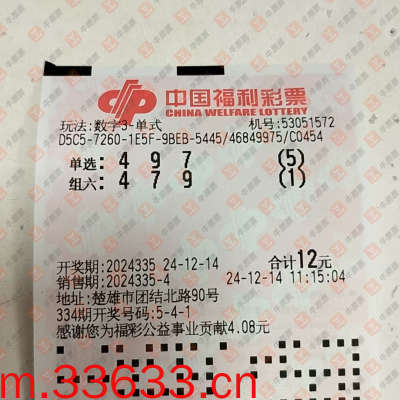 中国福利彩票
CHINA WELFARE LOTTERY
玩法:数字3-单式 机号:53051572
D5C5-7260-1E5F-9BEB-5445/46849975/C0454
单选: 4 9 7 (5)
组六: 4 7 9 (1)
合计12元
开奖期:2024335 24-12-14
销售期:2024335-4 24-12-14 11:15:04
地址:楚雄市团结北路90号
334期开奖号码:5-4-1
感谢您为福彩公益事业贡献4.08元
m.33633.cn